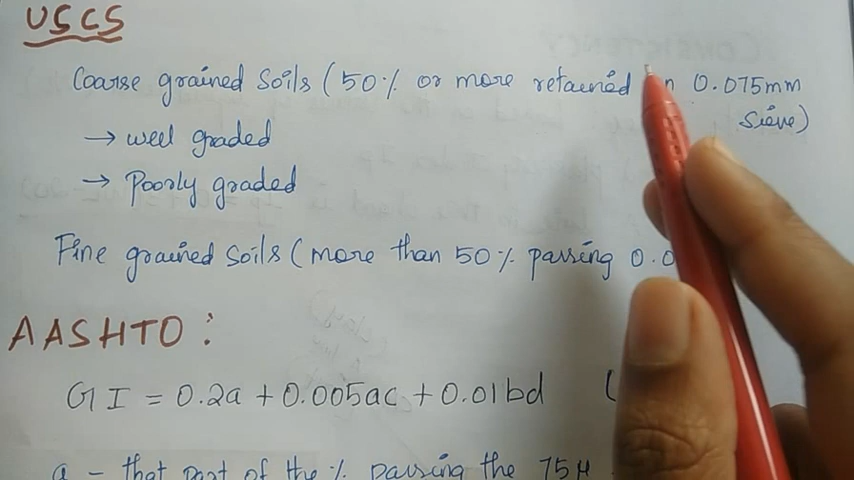 USCS
Coarse grained Soils (50% or more retained n 0.075mm
Sieve)
→ well graded
→ Poorly graded
Fine grained Soils (more than 50% passing 0.0
AASHTO:
GI = 0.2a + 0.005ac + 0.01bd (
a - that part of the % passing the 75μ